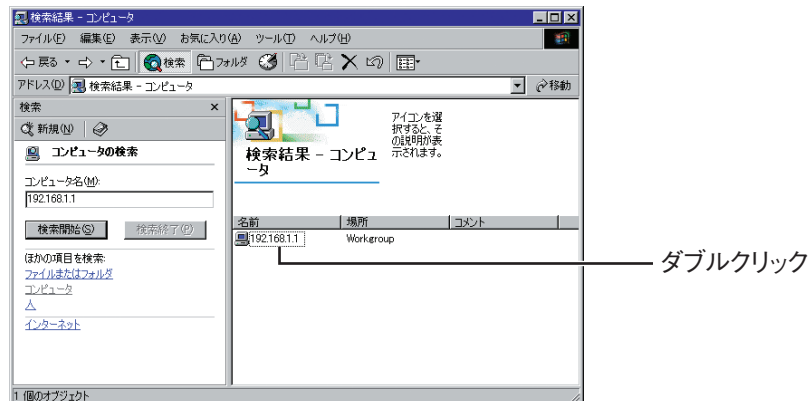 検索結果 - コンピュータ
ファイル(F) 編集(E) 表示(V) お気に入り(A) ツール(T) ヘルプ(H)
戻る 検索 フォルダ
アドレス(D) 検索結果 - コンピュータ 移動
検索
新規(N)
コンピュータの検索
コンピュータ名(M):
192.168.1.1
検索開始(S) 検索終了(P)
ほかの項目を検索:
ファイルまたはフォルダ
コンピュータ
人
インターネット
検索結果 - コンピュ
ータ
アイコンを選
択すると、そ
の説明が表
示されます。
名前 場所 コメント
192.168.1.1 Workgroup
ダブルクリック
1 個のオブジェクト